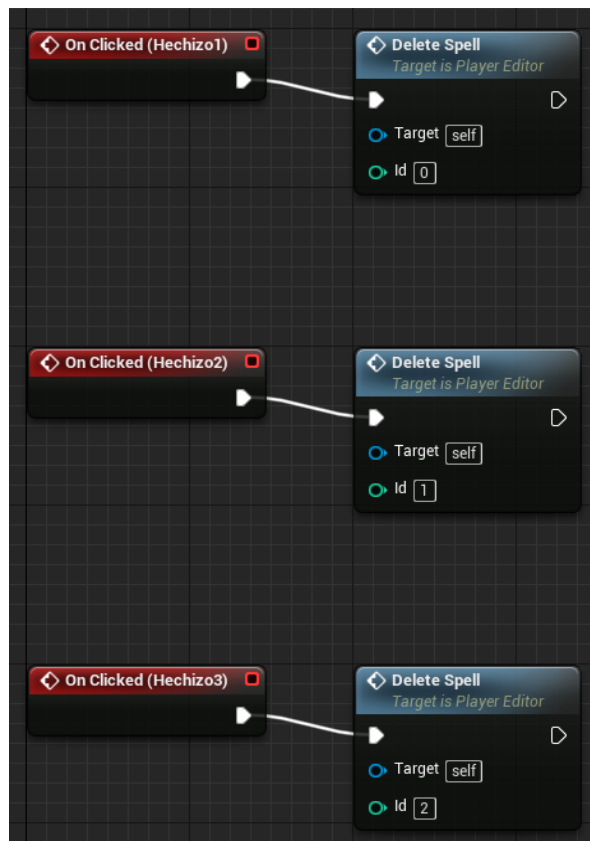 On Clicked (Hechizo1)
Delete Spell
Target is Player Editor
Target self
Id 0
On Clicked (Hechizo2)
Delete Spell
Target is Player Editor
Target self
Id 1
On Clicked (Hechizo3)
Delete Spell
Target is Player Editor
Target self
Id 2